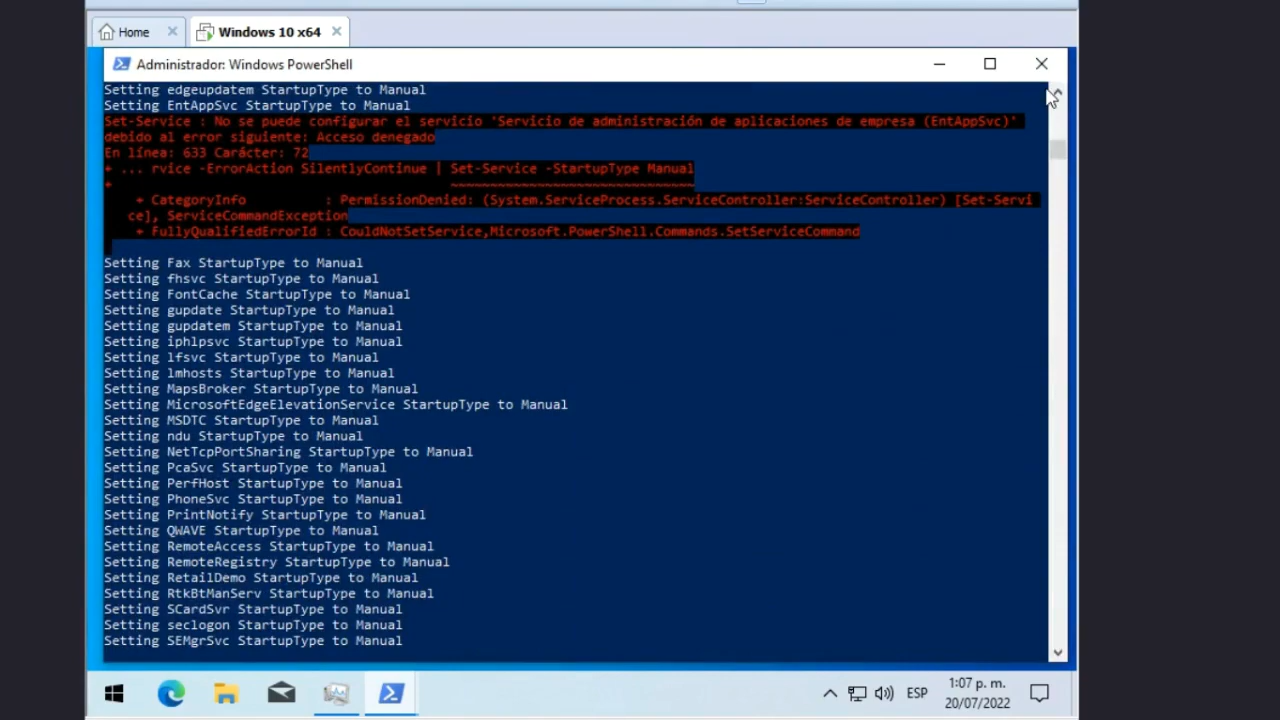 Home
Windows 10 x64
Administrador: Windows PowerShell
Setting edgeupdatem StartupType to Manual
Setting EntAppSvc StartupType to Manual
Set-Service : No se puede configurar el servicio 'Servicio de administración de aplicaciones de empresa (EntAppSvc)'
debido al error siguiente: Acceso denegado
En línea: 633 Carácter: 72
+ ... rvice -ErrorAction SilentlyContinue | Set-Service -StartupType Manual
+ ~~~~~~~~~~~~~~~~~~~~~~~~~~~~~~~
+ CategoryInfo : PermissionDenied: (System.ServiceProcess.ServiceController:ServiceController) [Set-Servi
ce], ServiceCommandException
+ FullyQualifiedErrorId : CouldNotSetService,Microsoft.PowerShell.Commands.SetServiceCommand
Setting Fax StartupType to Manual
Setting fhsvc StartupType to Manual
Setting FontCache StartupType to Manual
Setting gupdate StartupType to Manual
Setting gupdatem StartupType to Manual
Setting iphlpsvc StartupType to Manual
Setting lfsvc StartupType to Manual
Setting lmhosts StartupType to Manual
Setting MapsBroker StartupType to Manual
Setting MicrosoftEdgeElevationService StartupType to Manual
Setting MSDTC StartupType to Manual
Setting ndu StartupType to Manual
Setting NetTcpPortSharing StartupType to Manual
Setting PcaSvc StartupType to Manual
Setting PerfHost StartupType to Manual
Setting PhoneSvc StartupType to Manual
Setting PrintNotify StartupType to Manual
Setting QWAVE StartupType to Manual
Setting RemoteAccess StartupType to Manual
Setting RemoteRegistry StartupType to Manual
Setting RetailDemo StartupType to Manual
Setting RtkBtManServ StartupType to Manual
Setting SCardSvr StartupType to Manual
Setting seclogon StartupType to Manual
Setting SEMgrSvc StartupType to Manual
ESP
1:07 p. m.
20/07/2022